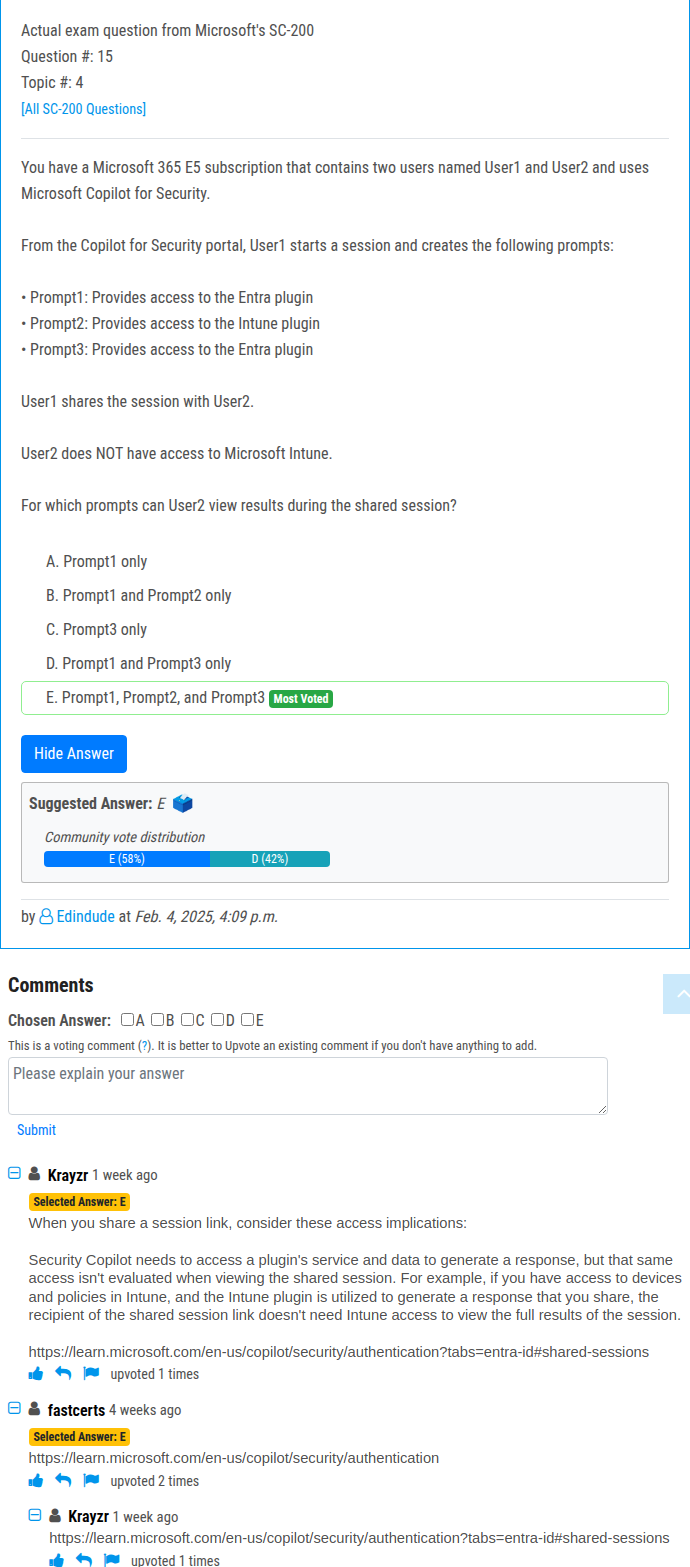 Actual exam question from Microsoft's SC-200
Question #: 15
Topic #: 4
[All SC-200 Questions]
You have a Microsoft 365 E5 subscription that contains two users named User1 and User2 and uses
Microsoft Copilot for Security.
From the Copilot for Security portal, User1 starts a session and creates the following prompts:
• Prompt1: Provides access to the Entra plugin
• Prompt2: Provides access to the Intune plugin
• Prompt3: Provides access to the Entra plugin
User1 shares the session with User2.
User2 does NOT have access to Microsoft Intune.
For which prompts can User2 view results during the shared session?
A. Prompt1 only
B. Prompt1 and Prompt2 only
C. Prompt3 only
D. Prompt1 and Prompt3 only
E. Prompt1, Prompt2, and Prompt3 Most Voted
Hide Answer
Suggested Answer: E
Community vote distribution
E (58%) D (42%)
by Edindude at Feb. 4, 2025, 4:09 p.m.
Comments
Chosen Answer: A B C D E
This is a voting comment (?). It is better to Upvote an existing comment if you don't have anything to add.
Please explain your answer
Submit
Krayzr 1 week ago
Selected Answer: E
When you share a session link, consider these access implications:
Security Copilot needs to access a plugin's service and data to generate a response, but that same
access isn't evaluated when viewing the shared session. For example, if you have access to devices
and policies in Intune, and the Intune plugin is utilized to generate a response that you share, the
recipient of the shared session link doesn't need Intune access to view the full results of the session.
https://learn.microsoft.com/en-us/copilot/security/authentication?tabs=entra-id#shared-sessions
upvoted 1 times
fastcerts 4 weeks ago
Selected Answer: E
https://learn.microsoft.com/en-us/copilot/security/authentication
upvoted 2 times
Krayzr 1 week ago
https://learn.microsoft.com/en-us/copilot/security/authentication?tabs=entra-id#shared-sessions
upvoted 1 times